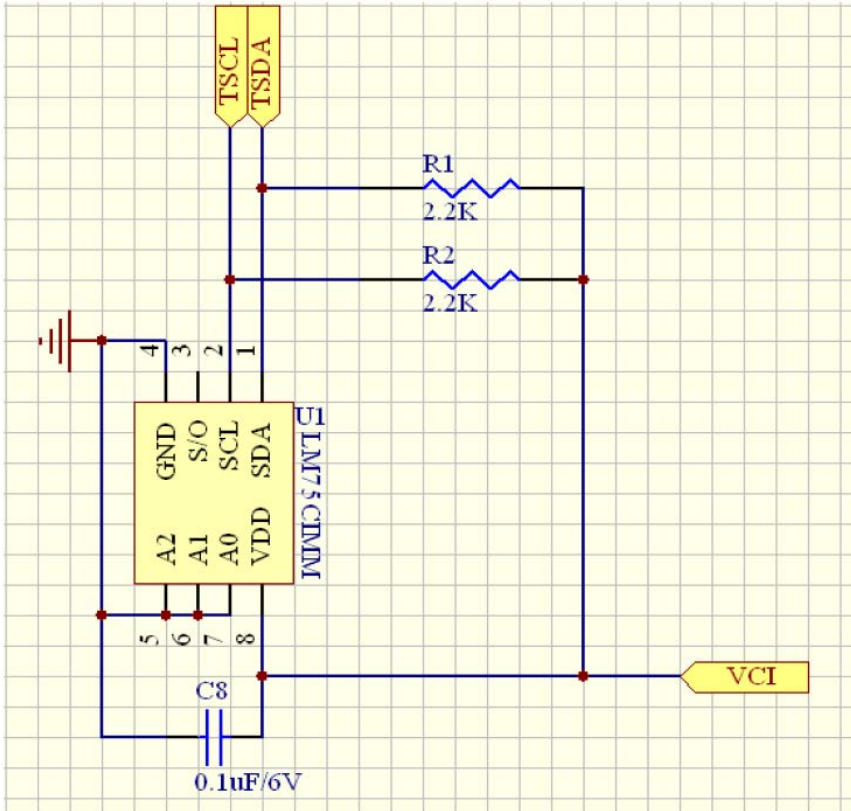 TSCL
TSDA
R1
2.2K
R2
2.2K
4
3
2
1
GND
S/O
SCL
SDA
U1
LM75CIMM
A2
A1
A0
VDD
5
6
7
8
VCI
C8
0.1uF/6V